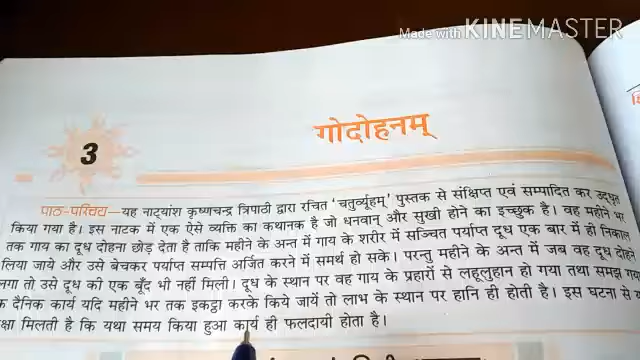 Made with KINEMASTER
गोदोहनम्
3
पाठ-परिचय—यह नाट्यांश कृष्णचन्द्र त्रिपाठी द्वारा रचित 'चतुर्व्यूहम्' पुस्तक से संक्षिप्त एवं सम्पादित कर उद्धृत
किया गया है। इस नाटक में एक ऐसे व्यक्ति का कथानक है जो धनवान् और सुखी होने का इच्छुक है। वह महीने भर
तक गाय का दूध दोहना छोड़ देता है ताकि महीने के अन्त में गाय के शरीर में सञ्चित पर्याप्त दूध एक बार में ही निकाल
लिया जाये और उसे बेचकर पर्याप्त सम्पत्ति अर्जित करने में समर्थ हो सके। परन्तु महीने के अन्त में जब वह दूध दोहने
लगा तो उसे दूध की एक बूँद भी नहीं मिली। दूध के स्थान पर वह गाय के प्रहारों से लहूलुहान हो गया तथा समझ गया
क दैनिक कार्य यदि महीने भर तक इकट्ठा करके किये जायें तो लाभ के स्थान पर हानि ही होती है। इस घटना से य
क्षा मिलती है कि यथा समय किया हुआ कार्य ही फलदायी होता है।